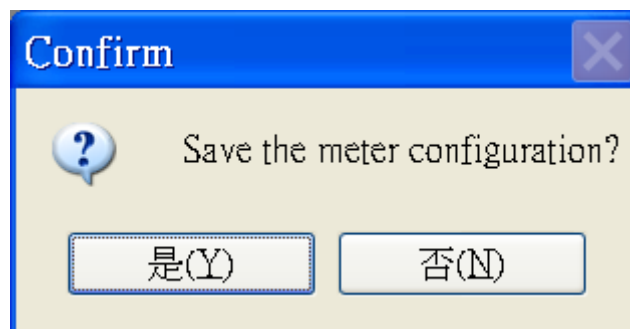 Confirm
Save the meter configuration?
是(Y) 否(N)